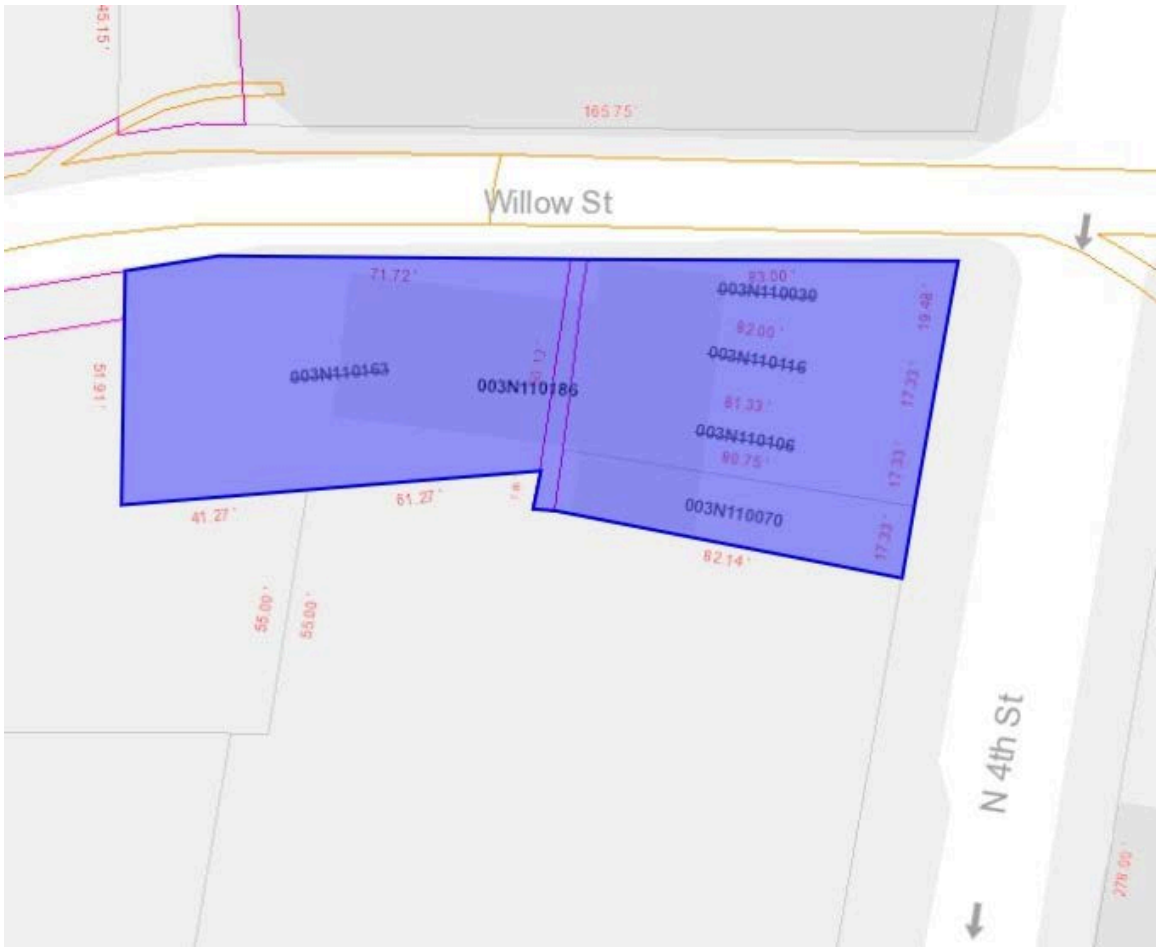 45.15 '
165.75'
Willow St
71.72'
93.00 '
003N110030
19.48 '
82.00 '
003N110116
17.33 '
003N110163
003N110186
51.91 '
81.33 '
003N110106
80.75 '
17.33 '
41.27'
61.27'
003N110070
17.33 '
82.14'
55.00 '
55.00'
N 4th St
278.00 '